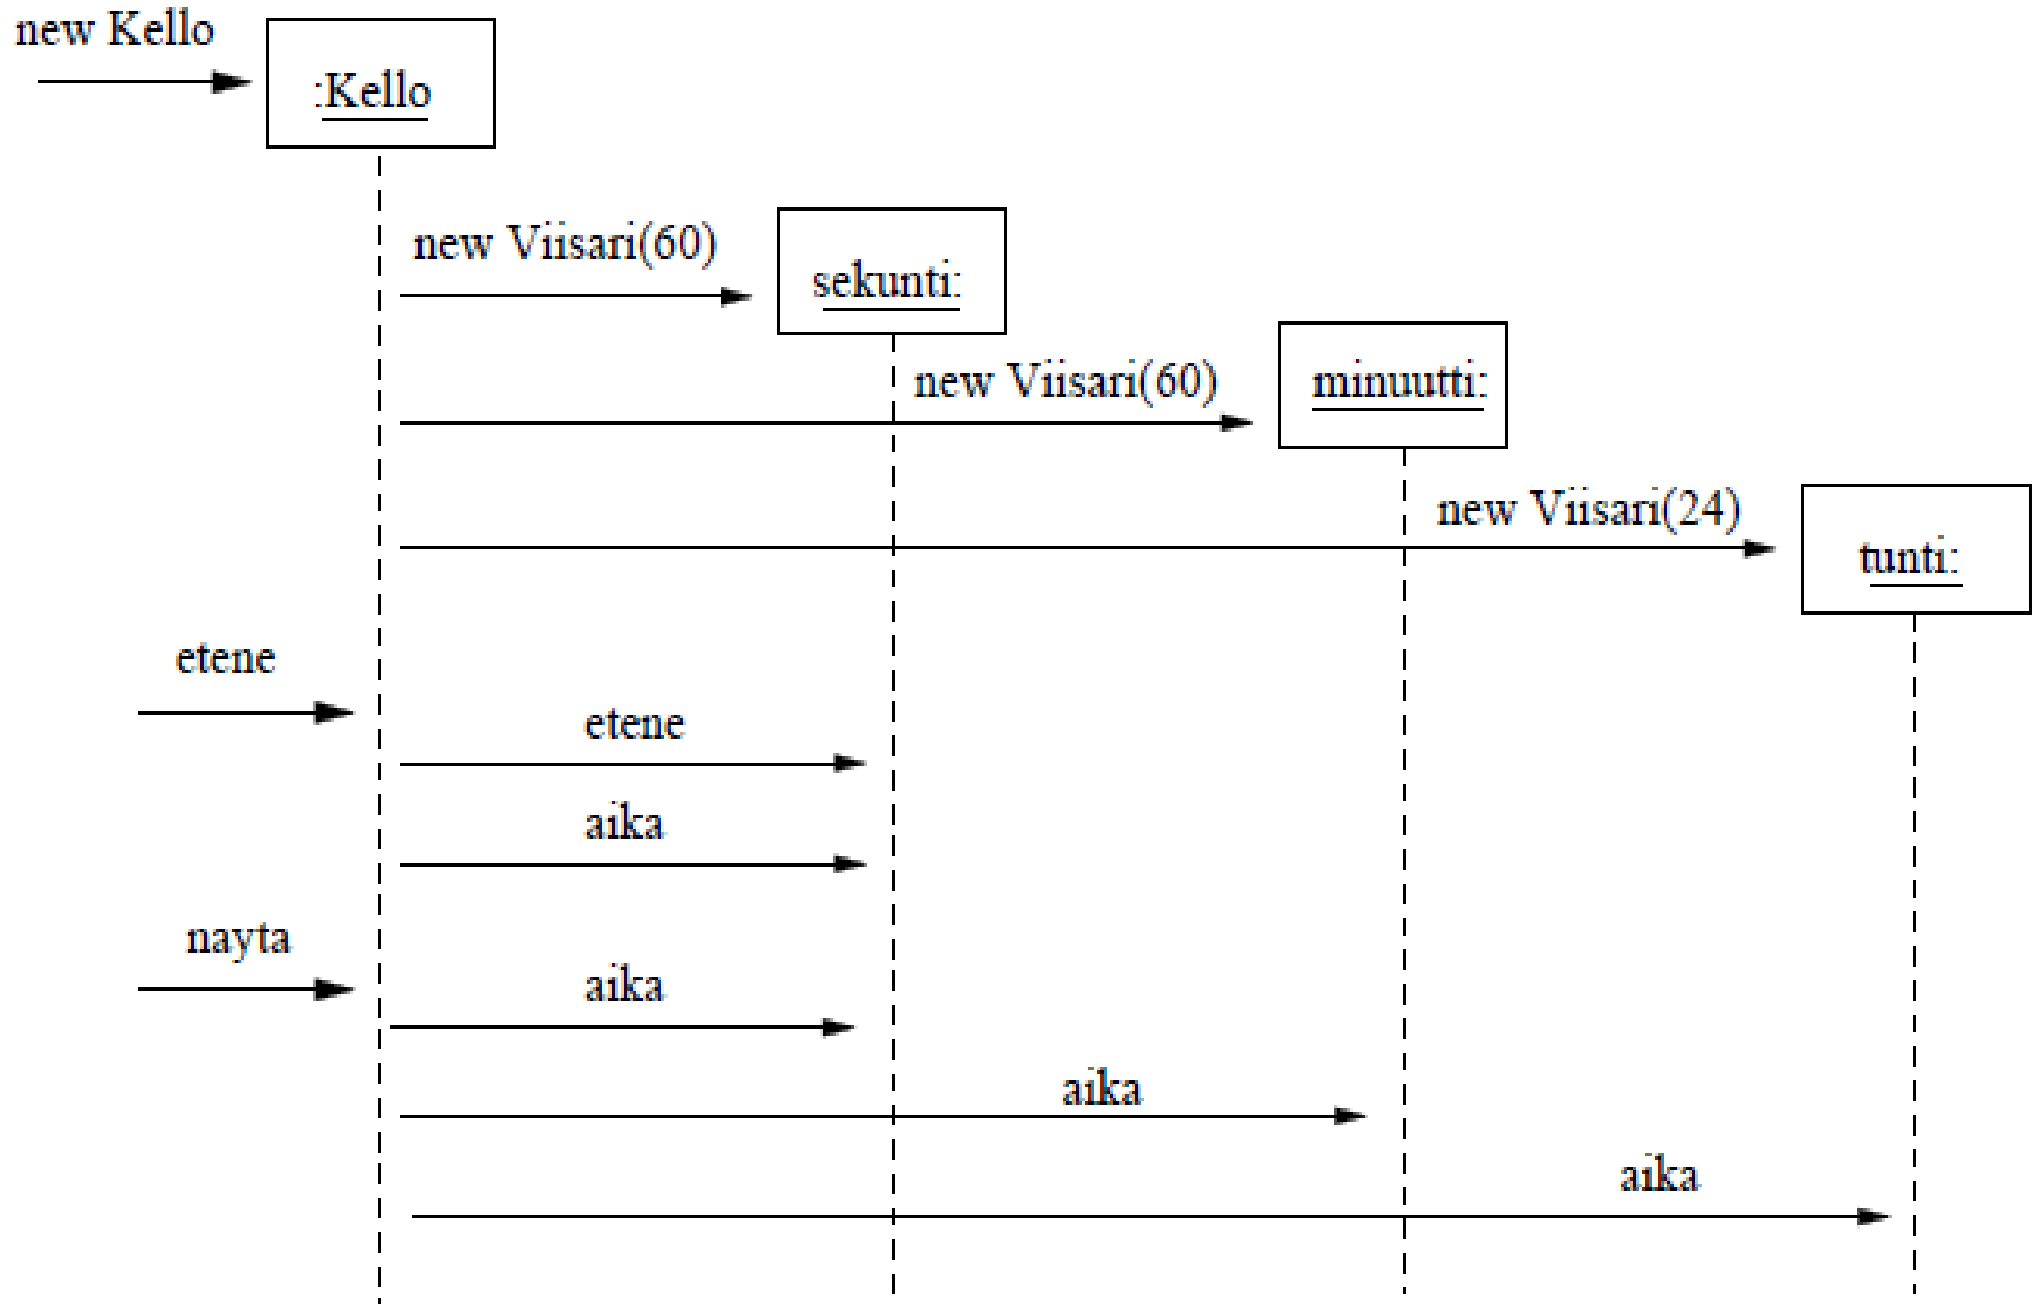 new Kello
:Kello
new Viisari(60)
sekunti:
new Viisari(60)
minuutti:
new Viisari(24)
tunti:
etene
etene
aika
nayta
aika
aika
aika